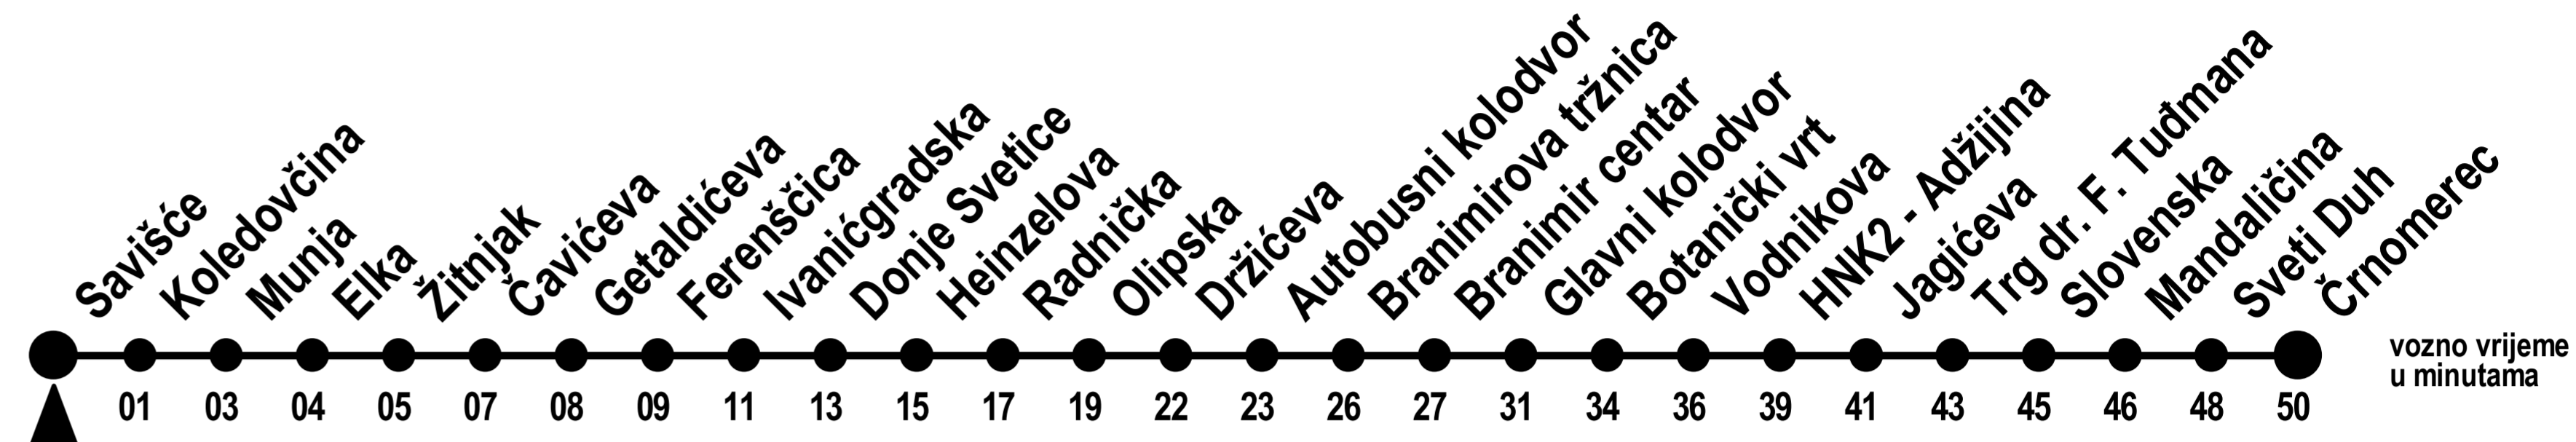 Savišće
Koledovčina
Munja
Elka
Žitnjak
Čavićeva
Getaldićeva
Ferenščica
Ivanićgradska
Donje Svetice
Heinzelova
Radnička
Olipska
Držićeva
Autobusni kolodvor
Branimirova tržnica
Branimir centar
Glavni kolodvor
Botanički vrt
Vodnikova
HNK2 - Adžijina
Jagićeva
Trg dr. F. Tuđmana
Slovenska
Mandaličina
Sveti Duh
Črnomerec
01 03 04 05 07 08 09 11 13 15 17 19 22 23 26 27 31 34 36 39 41 43 45 46 48 50
vozno vrijeme
u minutama